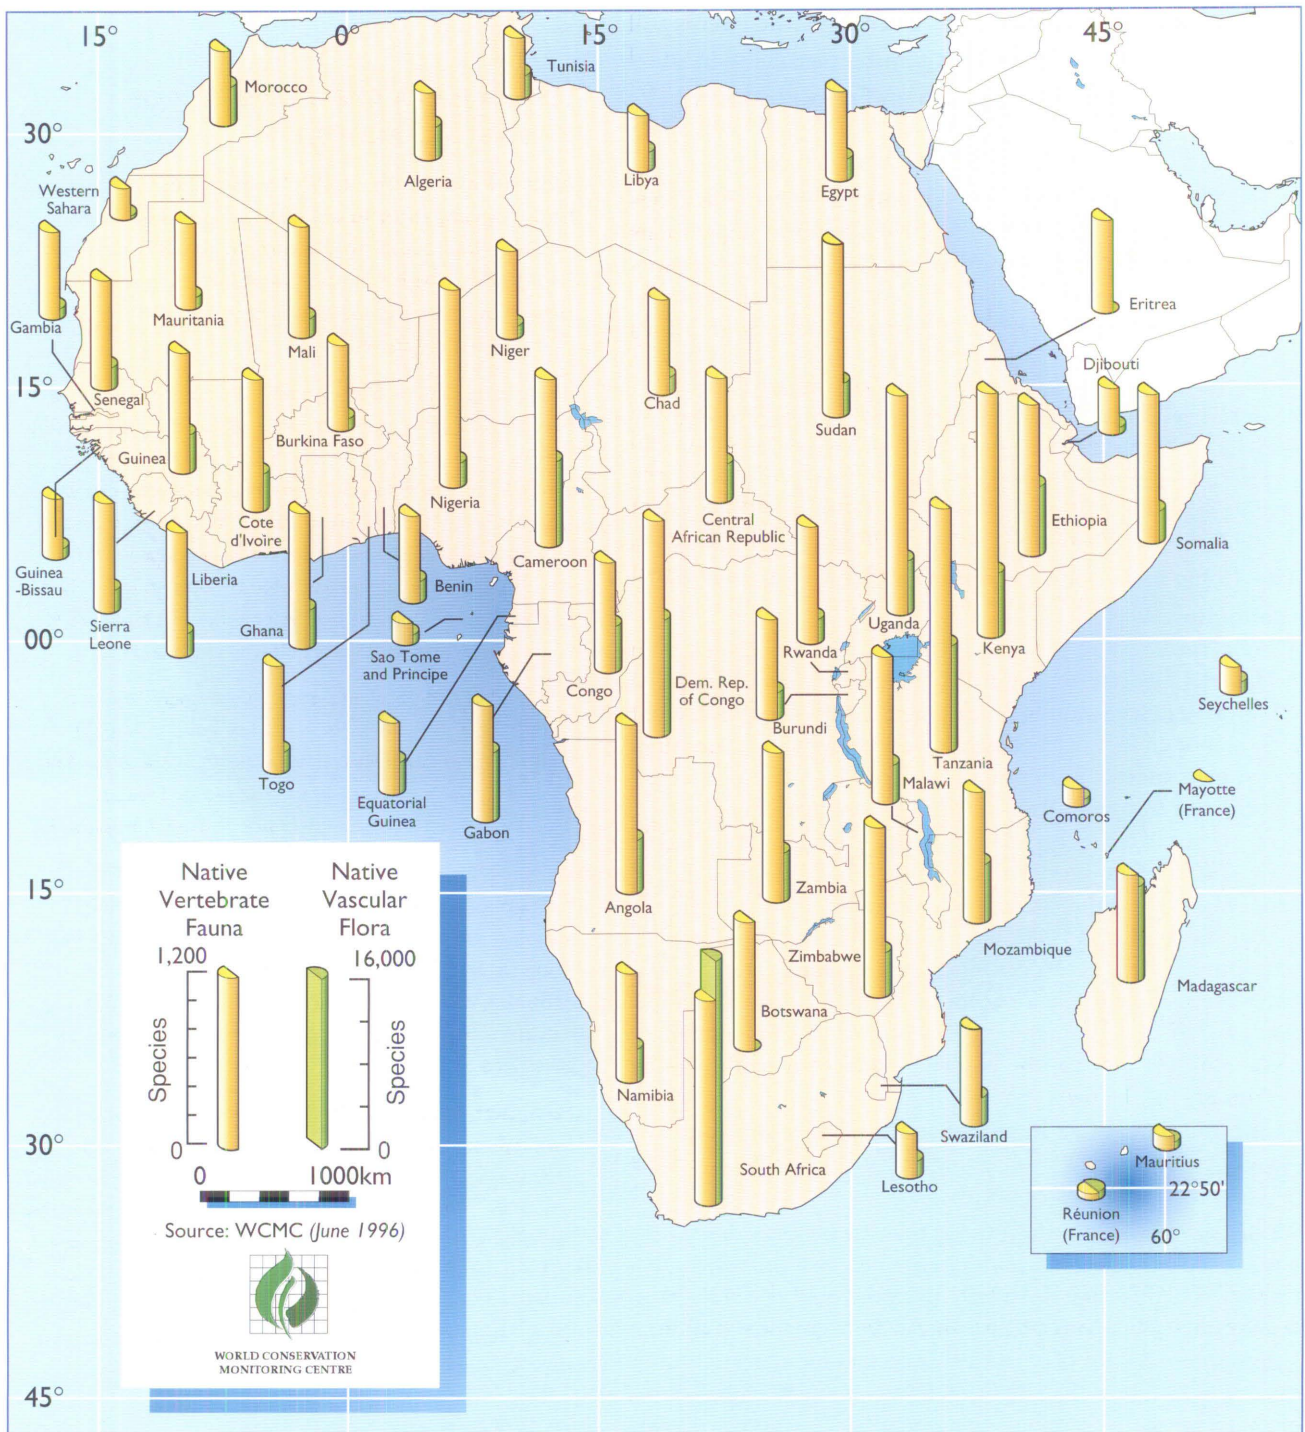 15°
0°
15°
30°
45°
Tunisia
Morocco
30°
Algeria
Libya
Egypt
Western
Sahara
Eritrea
Mauritania
Gambia
Mali
Niger
Djibouti
15°
Senegal
Chad
Sudan
Burkina Faso
Guinea
Nigeria
Cote
d'Ivoire
Central
African Republic
Ethiopia
Somalia
Cameroon
Guinea
-Bissau
Liberia
Benin
Sierra
Leone
Ghana
00°
Uganda
Kenya
Rwanda
Sao Tome
and Principe
Congo
Dem. Rep.
of Congo
Seychelles
Burundi
Tanzania
Togo
Malawi
Mayotte
(France)
Equatorial
Guinea
Gabon
Comoros
15°
Angola
Zambia
Zimbabwe
Mozambique
Madagascar
Botswana
Namibia
Swaziland
30°
South Africa
Lesotho
Mauritius
22°50'
Réunion
(France)
60°
Native
Vertebrate
Fauna
Native
Vascular
Flora
1,200
16,000
Species
Species
0
0
0
1000km
Source: WCMC (June 1996)
WORLD CONSERVATION
MONITORING CENTRE
45°